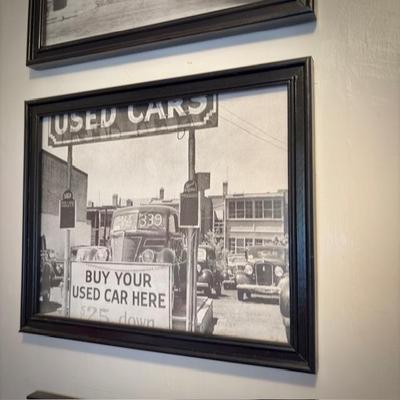 USED CARS
339
BUY YOUR
USED CAR HERE
$25 down